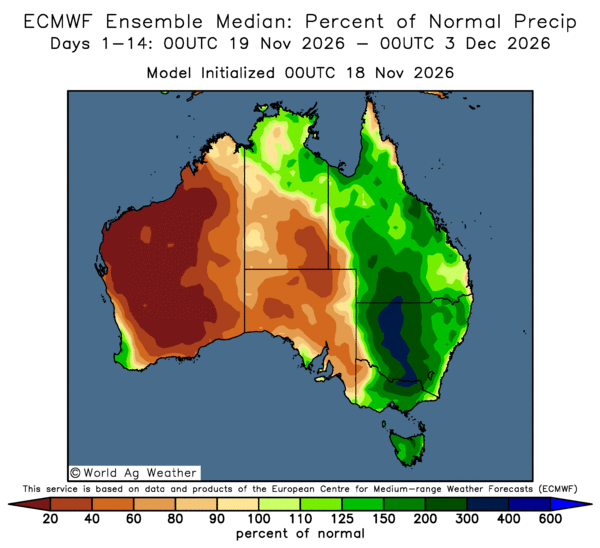 ECMWF Ensemble Median: Percent of Normal Precip
Days 1-14: 00UTC 19 Nov 2026 - 00UTC 3 Dec 2026
Model Initialized 00UTC 18 Nov 2026
© World Ag Weather
This service is based on data and products of the European Centre for Medium-range Weather Forecasts (ECMWF)
20 40 60 80 90 100 110 125 150 200 300 400 600
percent of normal